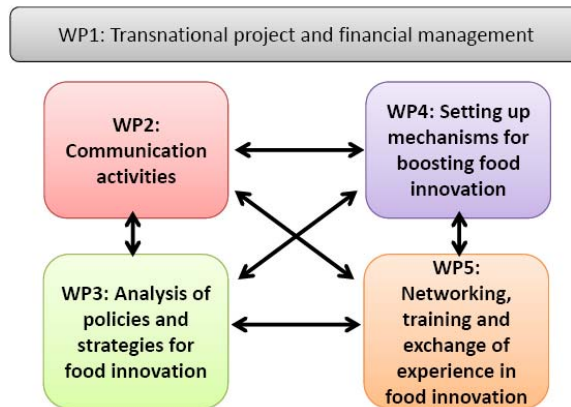 WP1: Transnational project and financial management
WP2:
Communication
activities
WP4: Setting up
mechanisms for
boosting food
innovation
WP3: Analysis of
policies and
strategies for
food innovation
WP5:
Networking,
training and
exchange of
experience in
food innovation